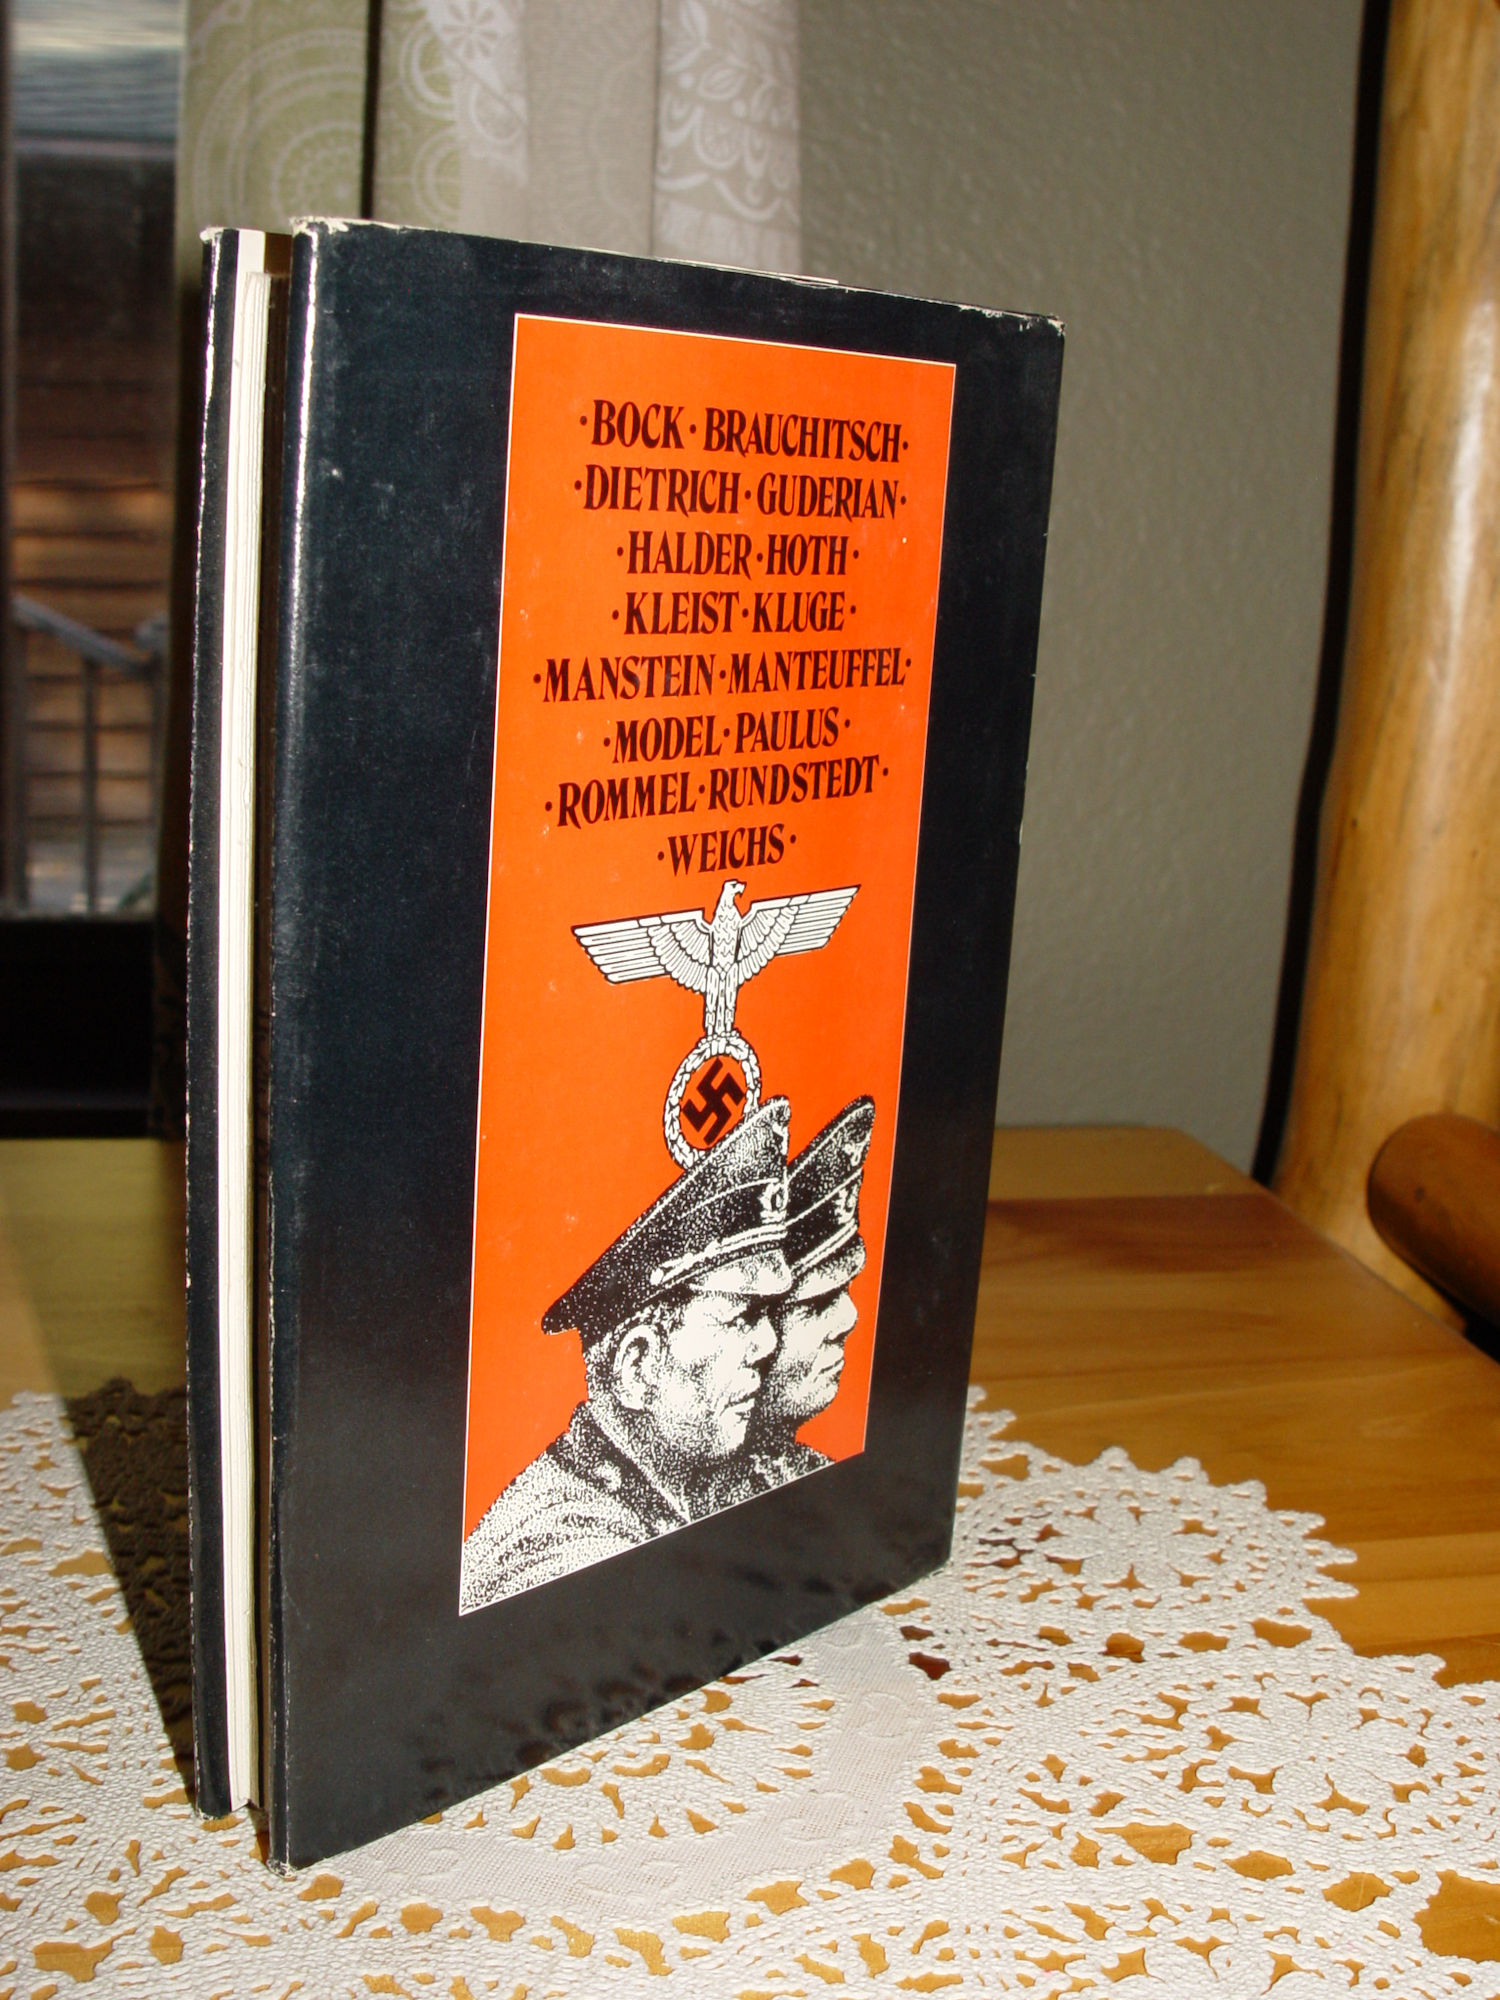 ·BOCK·BRAUCHITSCH·
·DIETRICH·GUDERIAN·
·HALDER·HOTH·
·KLEIST·KLUGE·
·MANSTEIN·MANTEUFFEL·
·MODEL·PAULUS·
·ROMMEL·RUNDSTEDT·
·WEICHS·